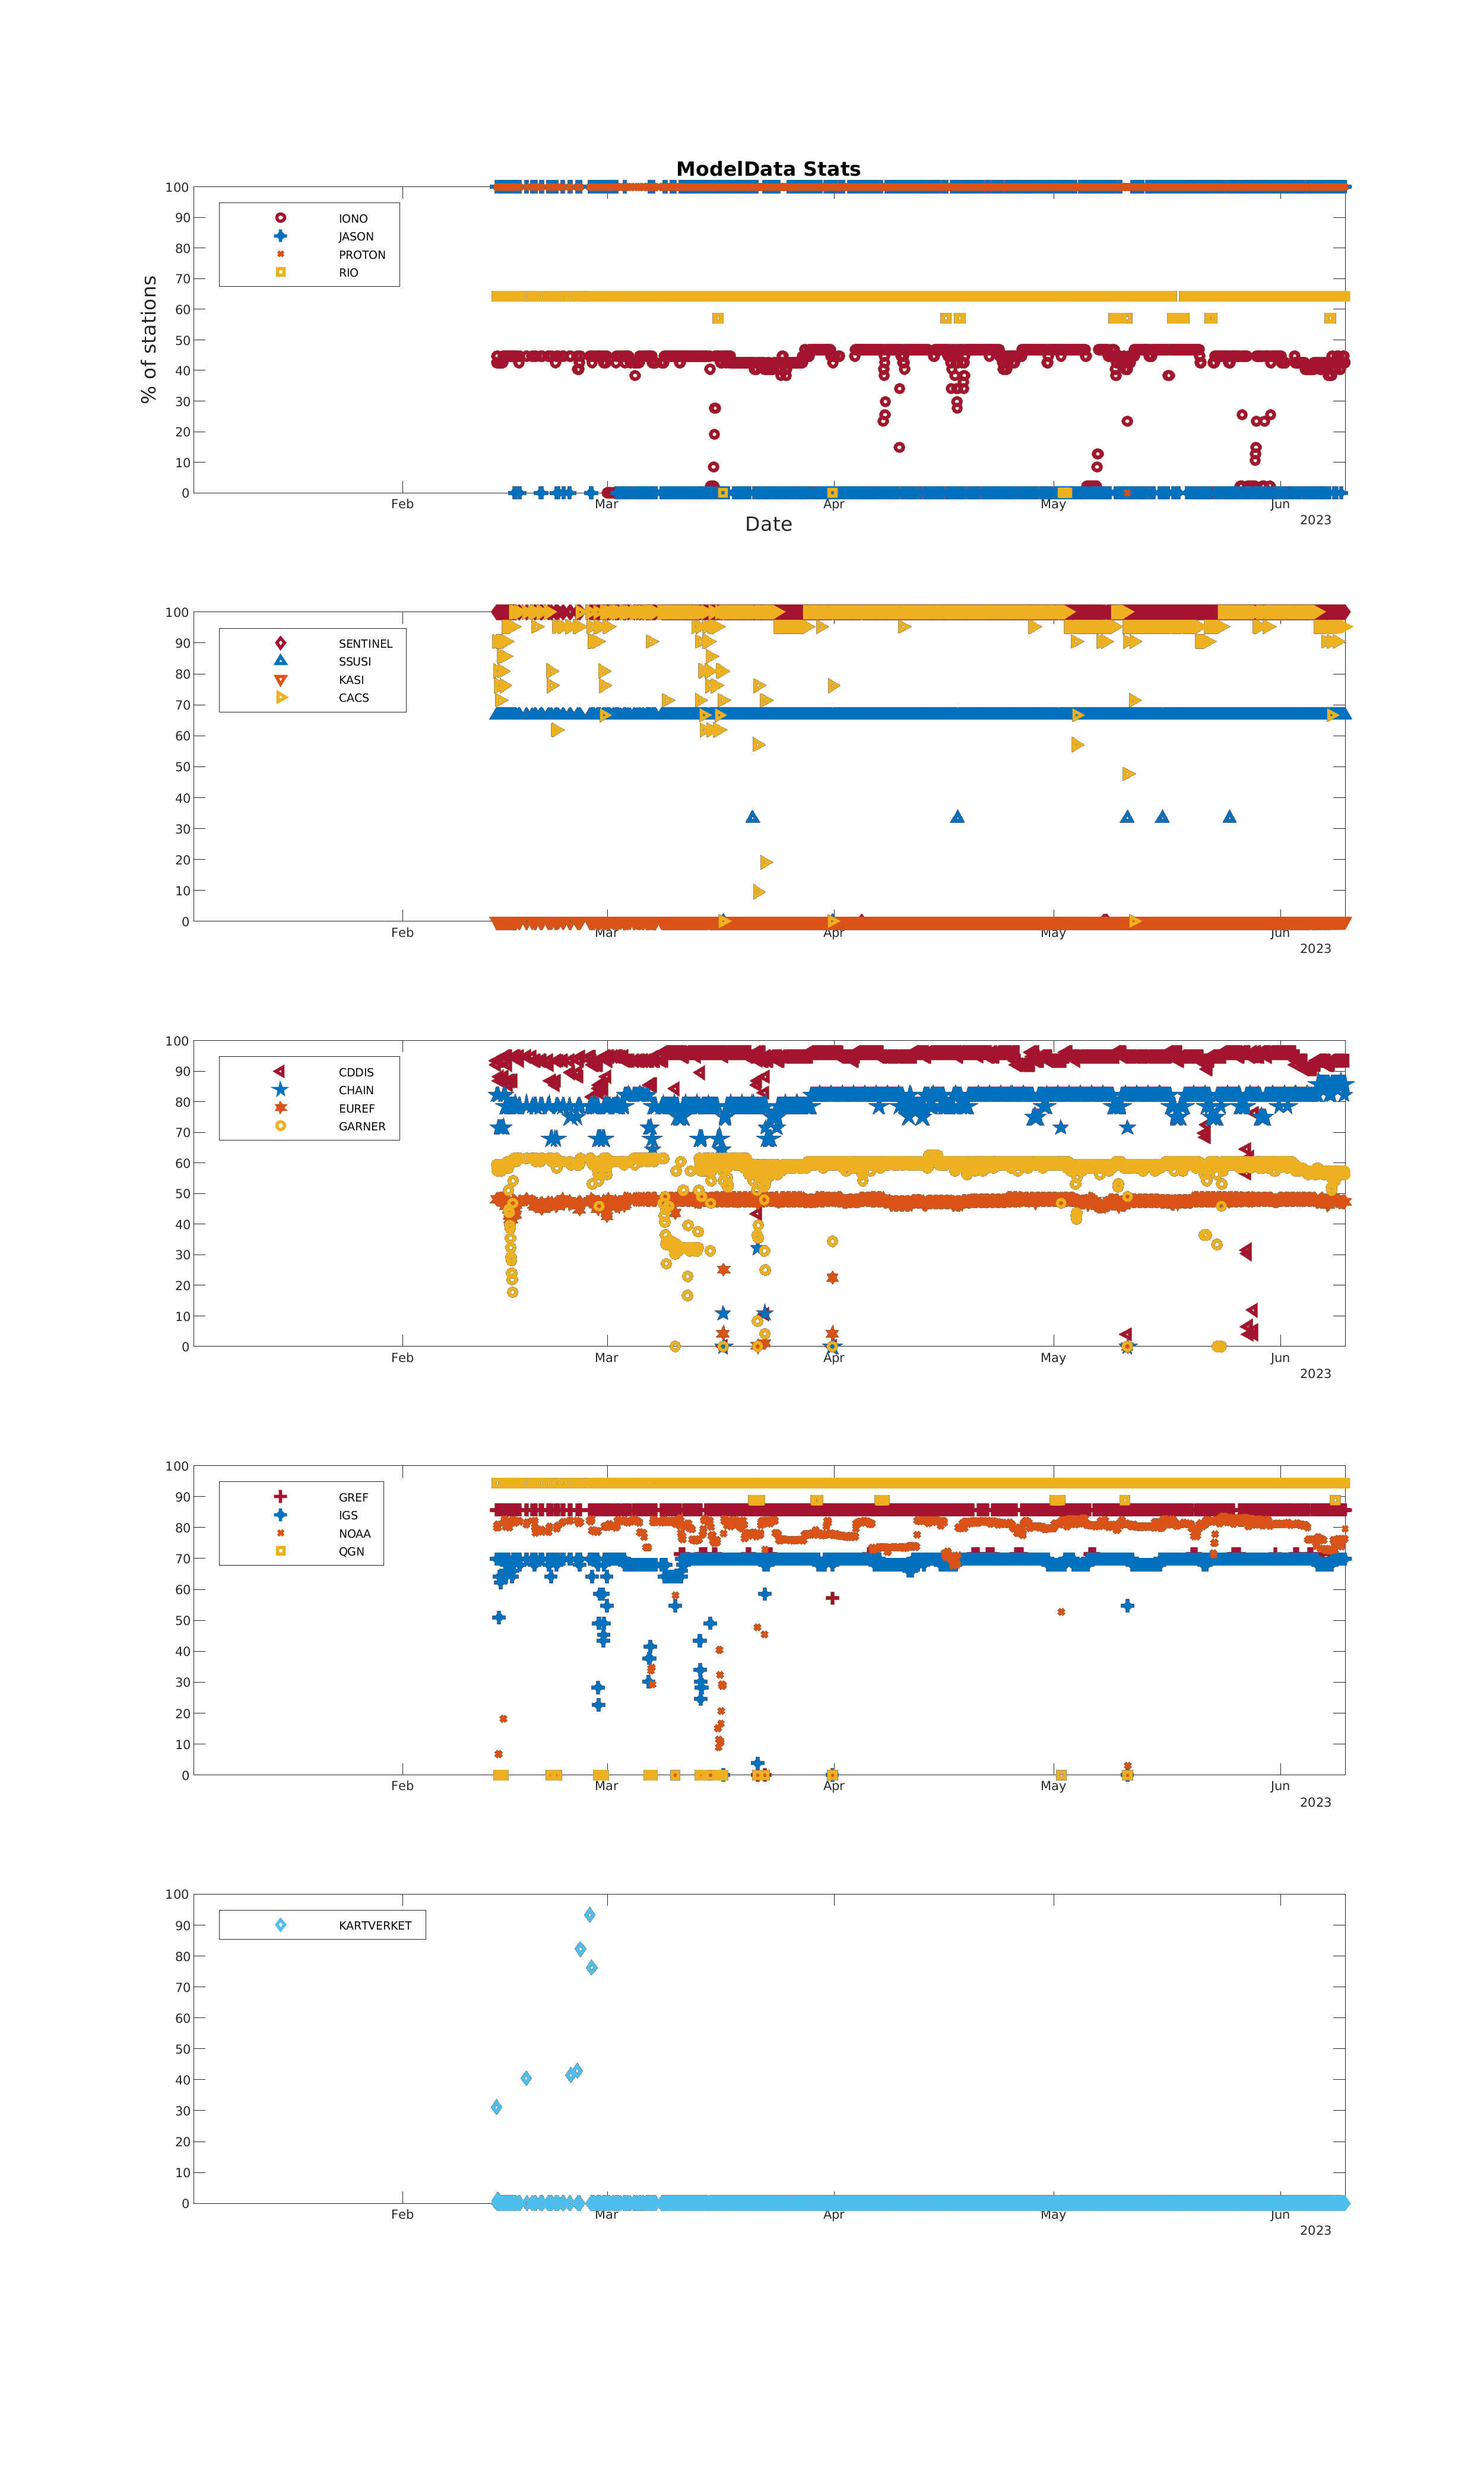 ModelData Stats
100
90
80
70
60
50
40
30
20
10
0
% of stations
IONO
JASON
PROTON
RIO
Feb Mar Apr May Jun
2023
Date
100
90
80
70
60
50
40
30
20
10
0
SENTINEL
SSUSI
KASI
CACS
Feb Mar Apr May Jun
2023
100
90
80
70
60
50
40
30
20
10
0
CDDIS
CHAIN
EUREF
GARNER
Feb Mar Apr May Jun
2023
100
90
80
70
60
50
40
30
20
10
0
GREF
IGS
NOAA
QGN
Feb Mar Apr May Jun
2023
100
90
80
70
60
50
40
30
20
10
0
KARTVERKET
Feb Mar Apr May Jun
2023